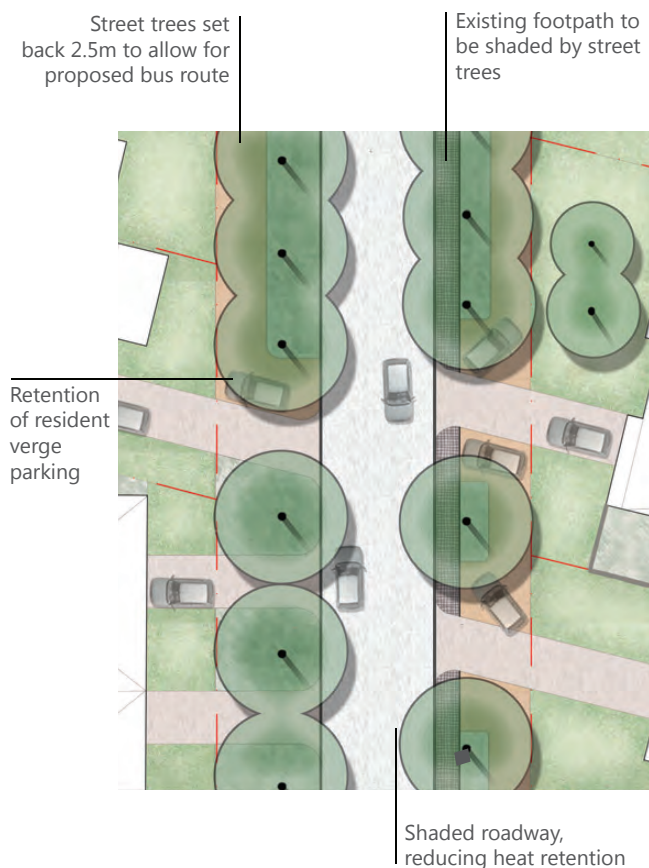 Street trees set
back 2.5m to allow for
proposed bus route
Existing footpath to
be shaded by street
trees
Retention
of resident
verge
parking
Shaded roadway,
reducing heat retention